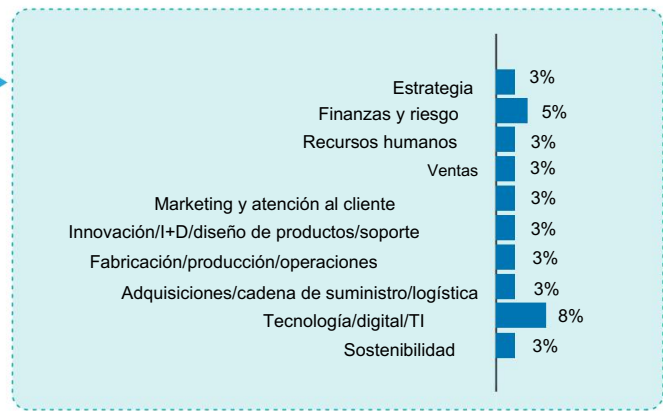 Estrategia 3%
Finanzas y riesgo 5%
Recursos humanos 3%
Ventas 3%
Marketing y atención al cliente 3%
Innovación/I+D/diseño de productos/soporte 3%
Fabricación/producción/operaciones 3%
Adquisiciones/cadena de suministro/logística 3%
Tecnología/digital/TI 8%
Sostenibilidad 3%